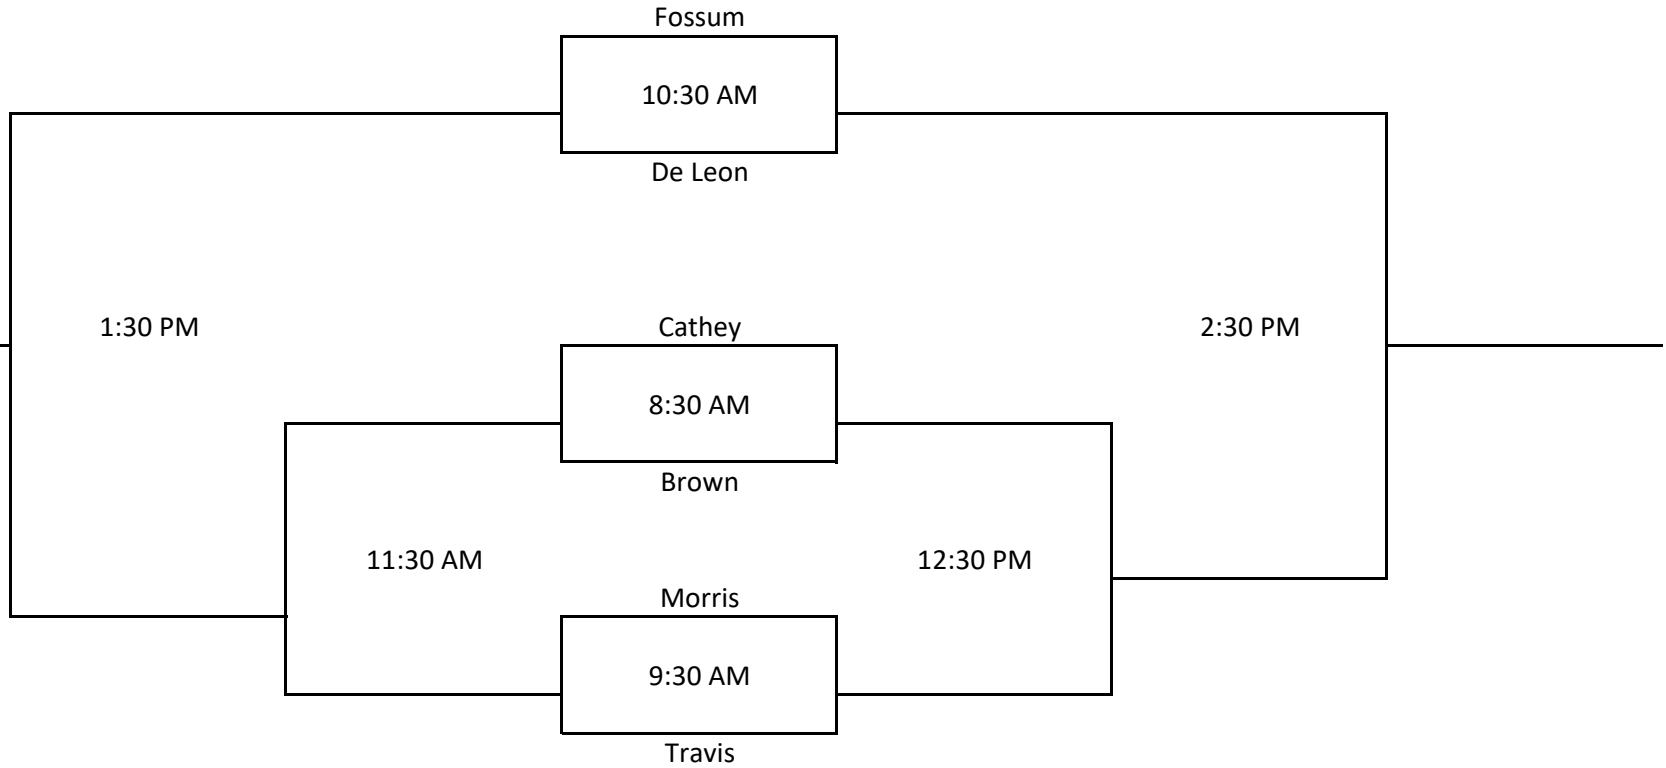 Fossum
10:30 AM
De Leon
1:30 PM
Cathey
2:30 PM
8:30 AM
Brown
11:30 AM
12:30 PM
Morris
9:30 AM
Travis